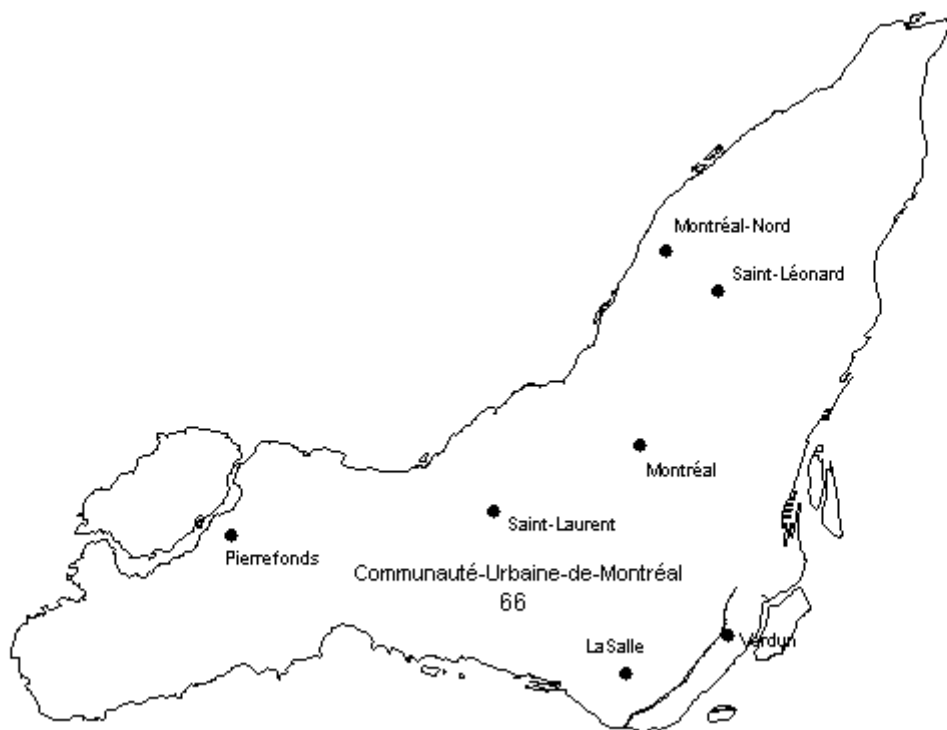 Montréal-Nord
Saint-Léonard
Montréal
Saint-Laurent
Pierrefonds
Communauté-Urbaine-de-Montréal
66
LaSalle
Verdun